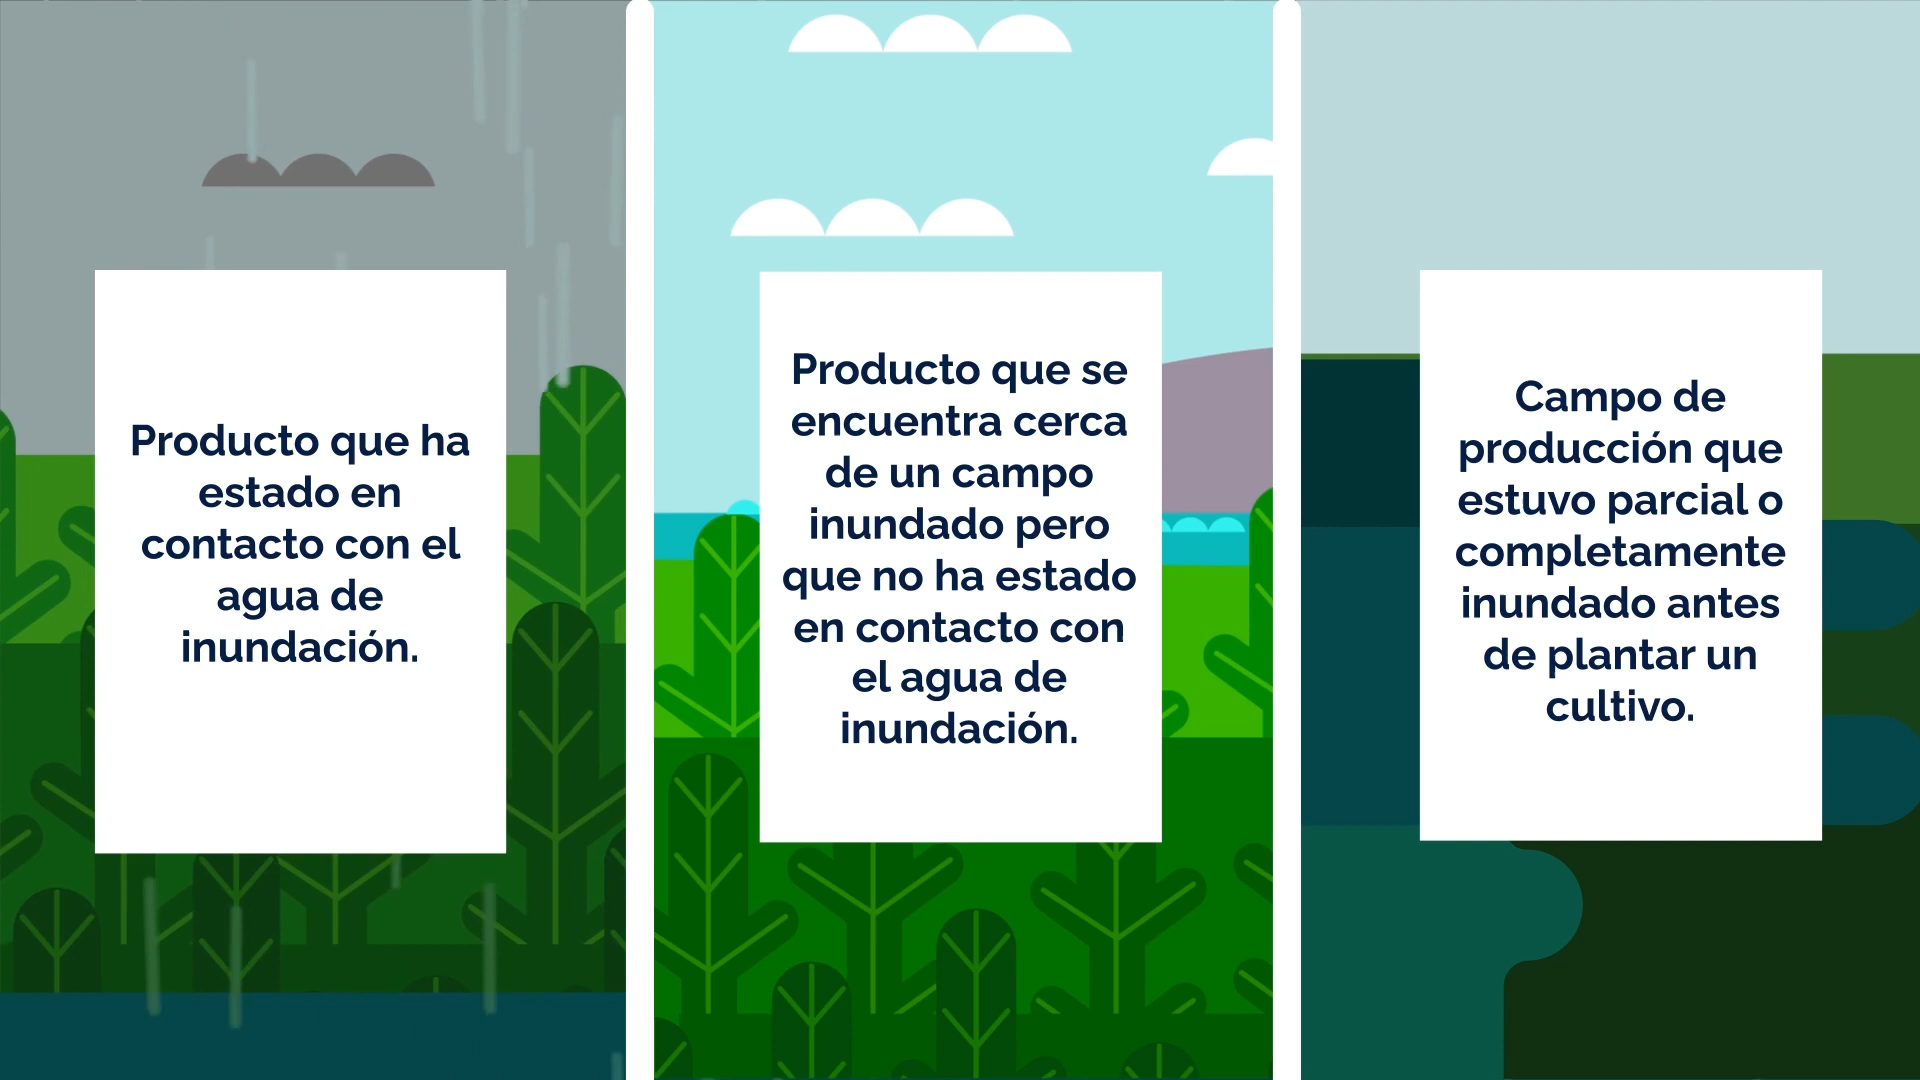 Producto que ha
estado en
contacto con el
agua de
inundación.
Producto que se
encuentra cerca
de un campo
inundado pero
que no ha estado
en contacto con
el agua de
inundación.
Campo de
producción que
estuvo parcial o
completamente
inundado antes
de plantar un
cultivo.